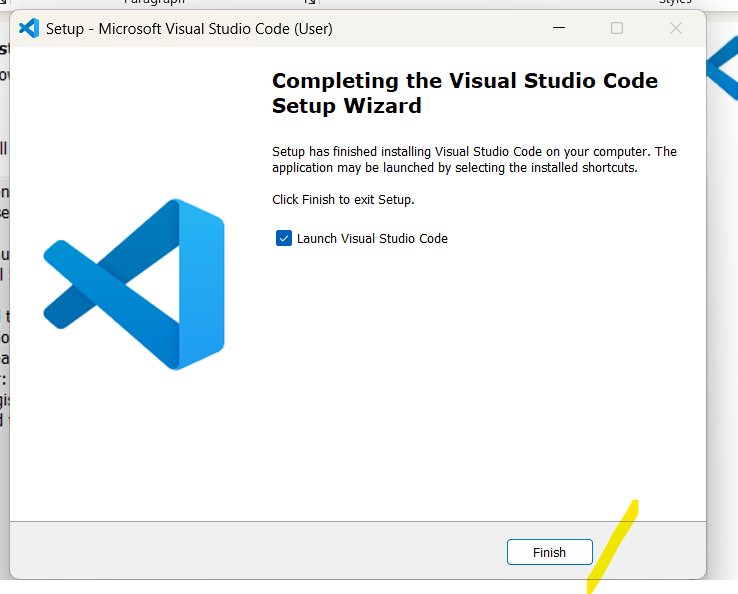 Paragraph
Styles
Setup - Microsoft Visual Studio Code (User)
Completing the Visual Studio Code
Setup Wizard
Setup has finished installing Visual Studio Code on your computer. The
application may be launched by selecting the installed shortcuts.
Click Finish to exit Setup.
Launch Visual Studio Code
Finish